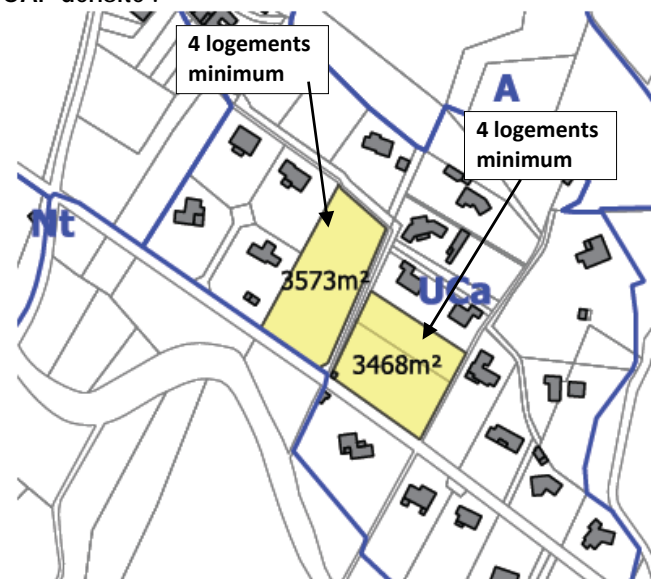 4 logements
minimum
A
4 logements
minimum
Nt
3573m²
UCa
3468m²